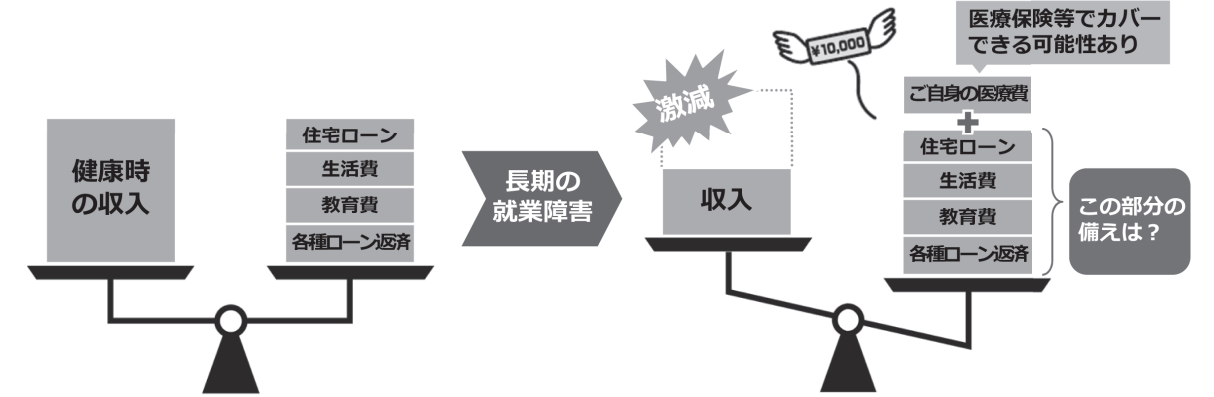 健康時
の収入
住宅ローン
生活費
教育費
各種ローン返済
長期の
就業障害
激減
収入
¥10,000
医療保険等でカバー
できる可能性あり
ご自身の医療費
+
住宅ローン
生活費
教育費
各種ローン返済
この部分の
備えは？